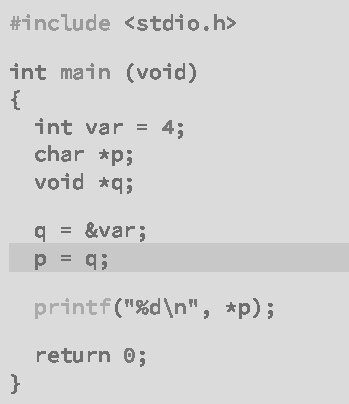 #include <stdio.h>
int main (void)
{
int var = 4;
char *p;
void *q;
q = &var;
p = q;
printf("%d\n", *p);
return 0;
}